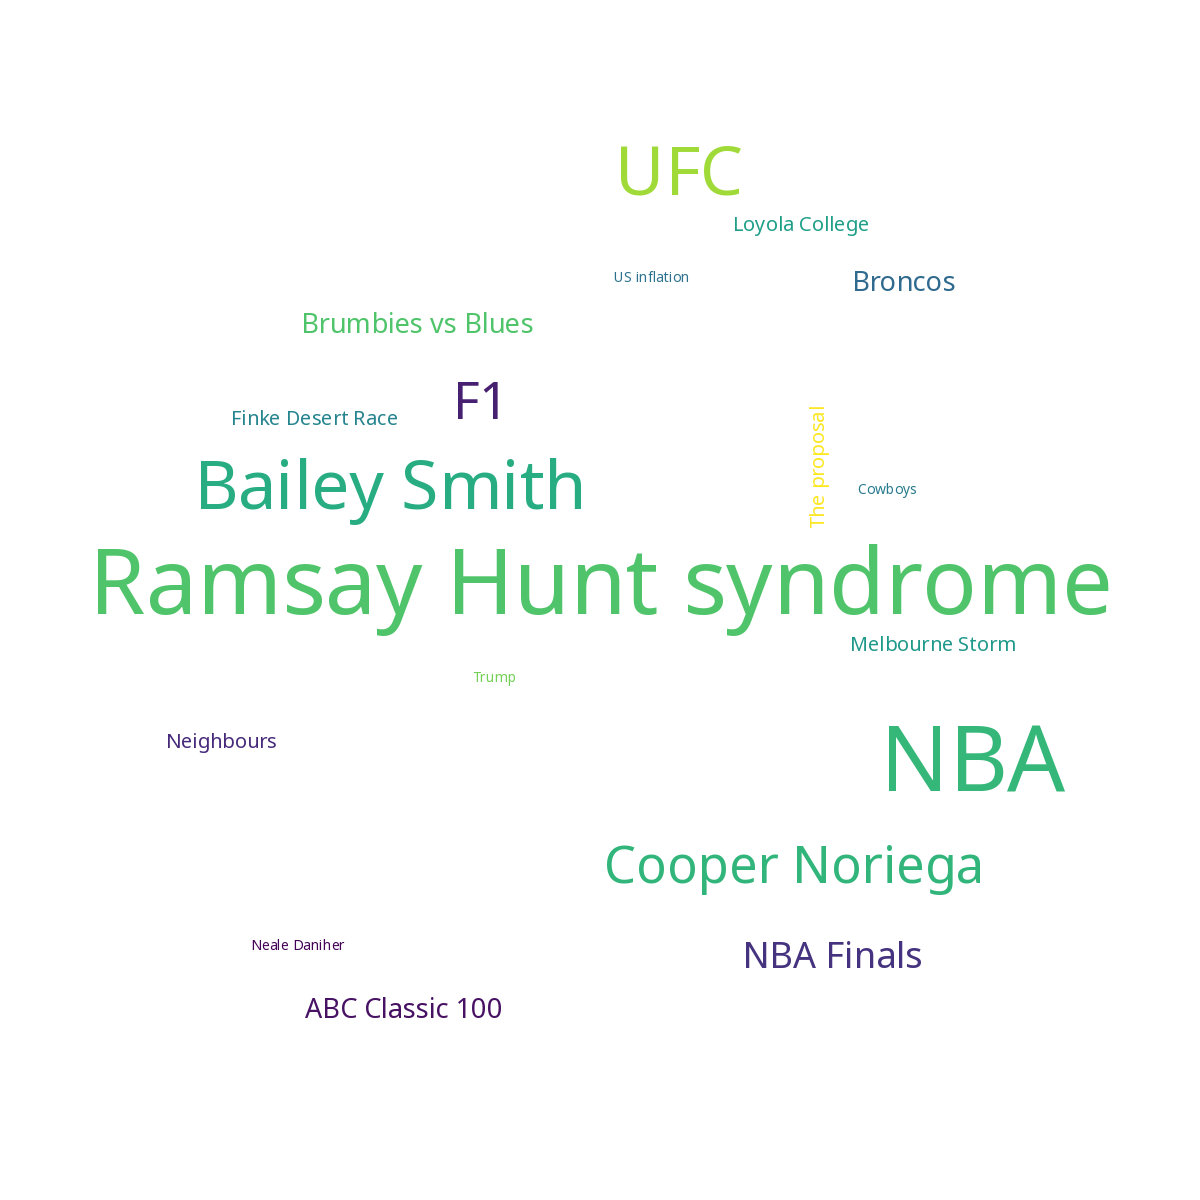 UFC
Loyola College
US inflation
Broncos
Brumbies vs Blues
F1
Finke Desert Race
The proposal
Bailey Smith
Cowboys
Ramsay Hunt syndrome
Melbourne Storm
Trump
Neighbours
NBA
Cooper Noriega
Neale Daniher
NBA Finals
ABC Classic 100